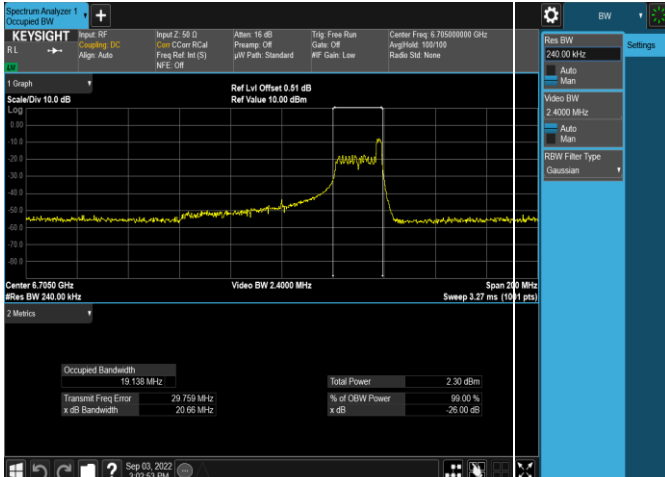 Spectrum Analyzer 1
Occupied BW
KEYSIGHT
RL
Input: RF
Coupling: DC
Align: Auto
Input Z: 50 Ω
Corr CCorr RCal
Freq Ref: Int (S)
NFE: Off
Atten: 16 dB
Preamp: Off
µW Path: Standard
Trig: Free Run
Gate: Off
#IF Gain: Low
Center Freq: 6.705000000 GHz
Avg|Hold: 100/100
Radio Std: None
LXI
1 Graph
Scale/Div 10.0 dB
Ref Lvl Offset 0.51 dB
Ref Value 10.00 dBm
Log
0.00
-10.0
-20.0
-30.0
-40.0
-50.0
-60.0
-70.0
-80.0
Center 6.7050 GHz
#Res BW 240.00 kHz
Video BW 2.4000 MHz
Span 200 MHz
Sweep 3.27 ms (1001 pts)
2 Metrics
Occupied Bandwidth
19.138 MHz
Transmit Freq Error 29.759 MHz
x dB Bandwidth 20.66 MHz
Total Power 2.30 dBm
% of OBW Power 99.00 %
x dB -26.00 dB
Sep 03, 2022
3:02:53 PM
BW
Res BW
240.00 kHz
Auto
Man
Video BW
2.4000 MHz
Auto
Man
RBW Filter Type
Gaussian
Settings